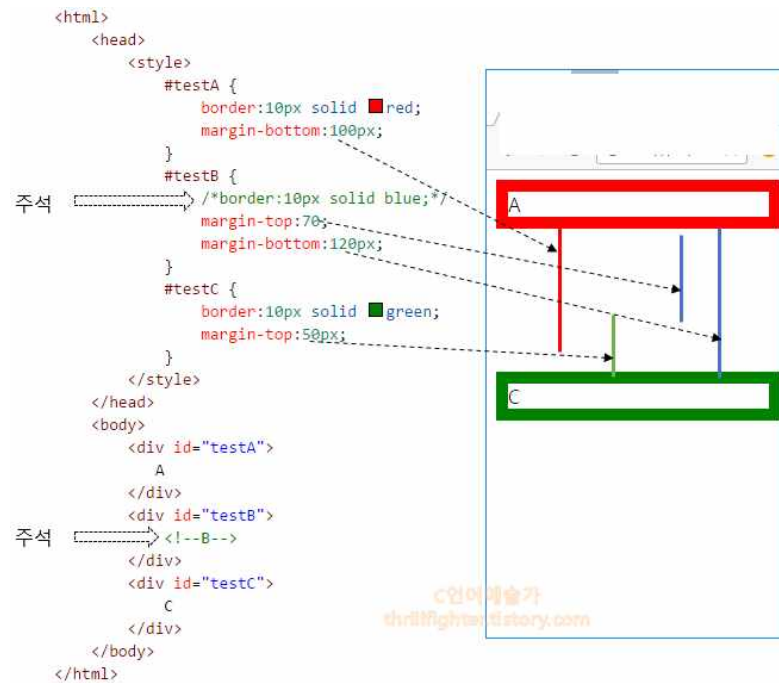 <html>
<head>
<style>
#testA {
border:10px solid red;
margin-bottom:100px;
}
#testB {
주석
/*border:10px solid blue;*/
margin-top:70;
margin-bottom:120px;
}
#testC {
border:10px solid green;
margin-top:50px;
}
</style>
</head>
<body>
<div id="testA">
A
</div>
<div id="testB">
주석
<!--B-->
</div>
<div id="testC">
C
</div>
</body>
</html>
A
C
C언어예술가
thrillfighter.tistory.com